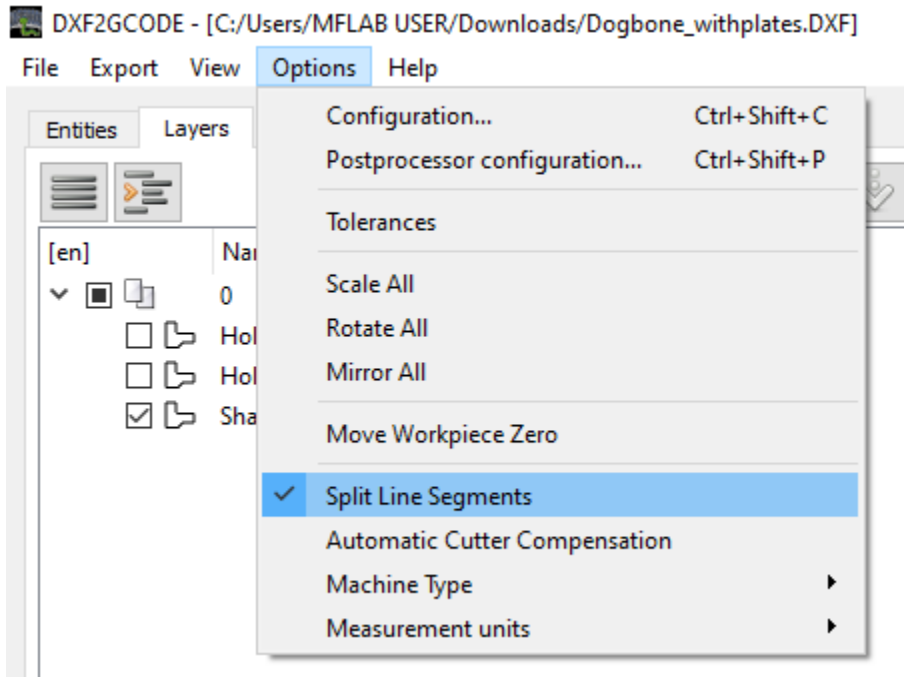 DXF2GCODE - [C:/Users/MFLAB USER/Downloads/Dogbone_withplates.DXF]
File Export View Options Help
Entities Layers
Configuration... Ctrl+Shift+C
Postprocessor configuration... Ctrl+Shift+P
Tolerances
Scale All
Rotate All
Mirror All
Move Workpiece Zero
Split Line Segments
Automatic Cutter Compensation
Machine Type
Measurement units
[en] Na
0
Hol
Hol
Sha